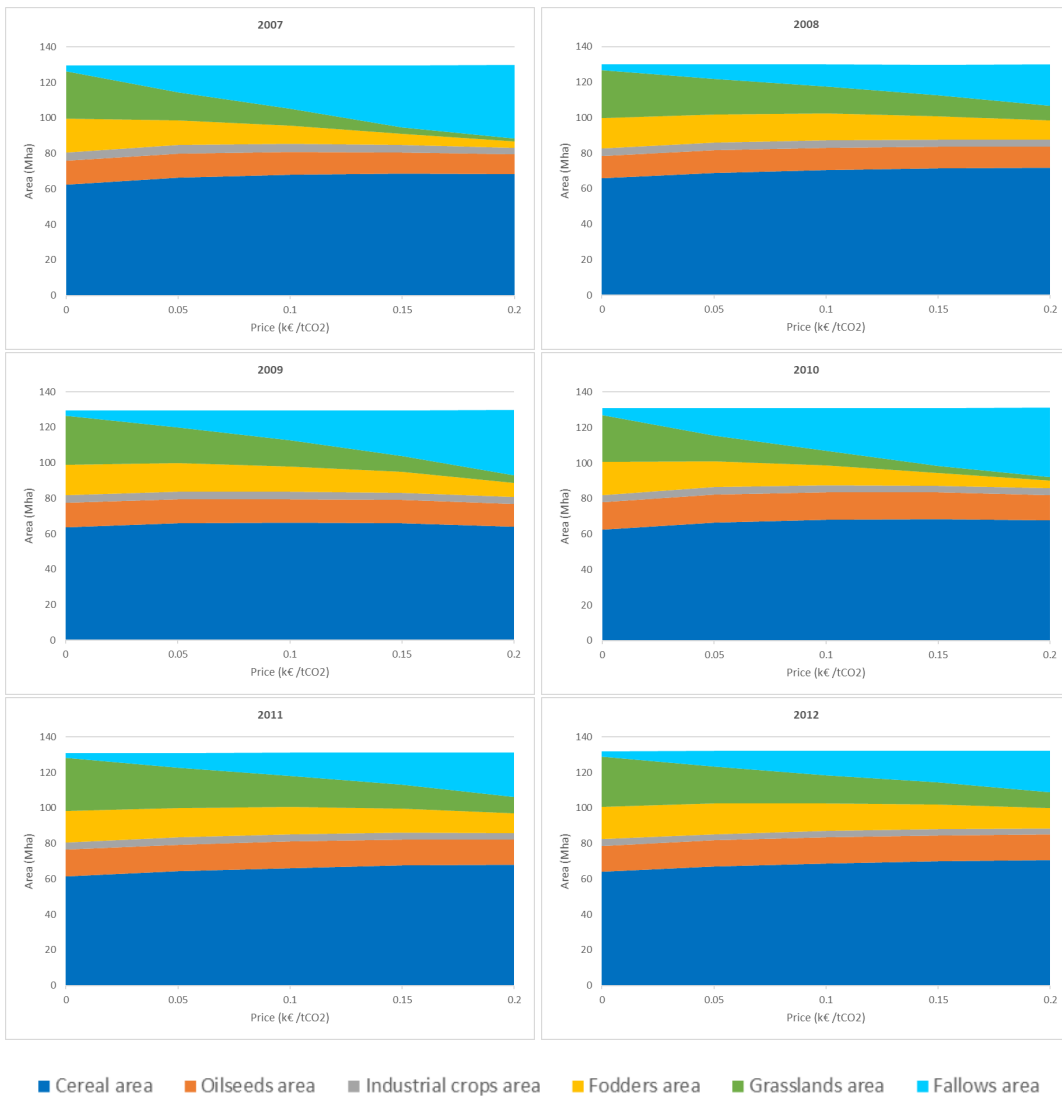 2007
140
120
100
80
60
40
20
0
Area (Mha)
0 0.05 0.1 0.15 0.2
Price (k€ /tCO2)
2008
140
120
100
80
60
40
20
0
Area (Mha)
0 0.05 0.1 0.15 0.2
Price (k€ /tCO2)
2009
140
120
100
80
60
40
20
0
Area (Mha)
0 0.05 0.1 0.15 0.2
Price (k€ /tCO2)
2010
140
120
100
80
60
40
20
0
Area (Mha)
0 0.05 0.1 0.15 0.2
Price (k€ /tCO2)
2011
140
120
100
80
60
40
20
0
Area (Mha)
0 0.05 0.1 0.15 0.2
Price (k€ /tCO2)
2012
140
120
100
80
60
40
20
0
Area (Mha)
0 0.05 0.1 0.15 0.2
Price (k€ /tCO2)
Cereal area Oilseeds area Industrial crops area Fodders area Grasslands area Fallows area